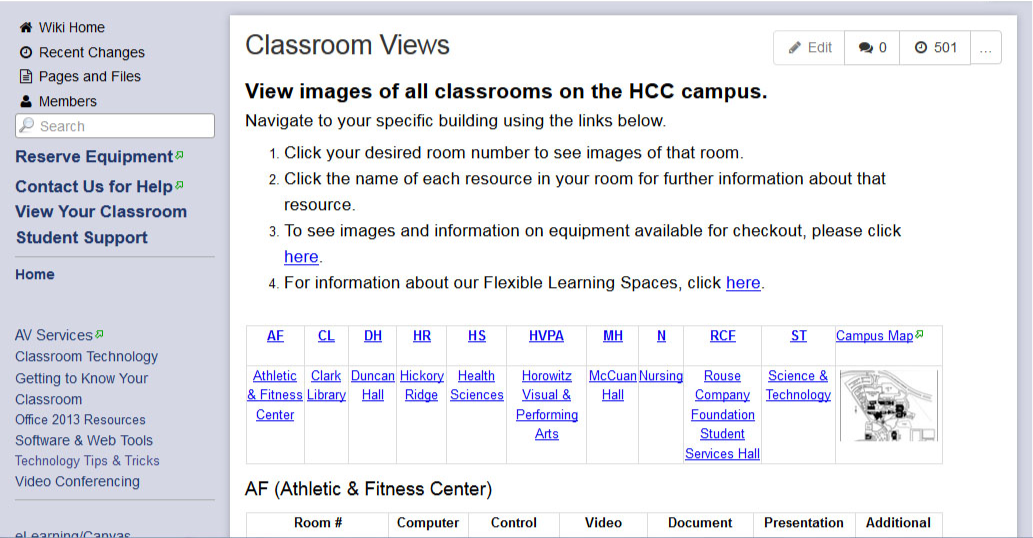 Wiki Home
Recent Changes
Pages and Files
Members
Search
Reserve Equipment
Contact Us for Help
View Your Classroom
Student Support
Home
AV Services
Classroom Technology
Getting to Know Your
Classroom
Office 2013 Resources
Software & Web Tools
Technology Tips & Tricks
Video Conferencing
eLearning/Canvas
Classroom Views
Edit 0 501 ...
View images of all classrooms on the HCC campus.
Navigate to your specific building using the links below.
1. Click your desired room number to see images of that room.
2. Click the name of each resource in your room for further information about that
resource.
3. To see images and information on equipment available for checkout, please click
here.
4. For information about our Flexible Learning Spaces, click here.
AF CL DH HR HS HVPA MH N RCF ST Campus Map
Athletic Clark Duncan Hickory Health Horowitz McCuan Nursing Rouse Science &
& Fitness Library Hall Ridge Sciences Visual & Hall Company Technology
Center Performing Foundation
Arts Student
Services Hall
AF (Athletic & Fitness Center)
Room # Computer Control Video Document Presentation Additional